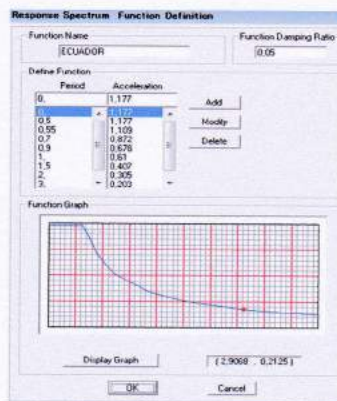 Response Spectrum Function Definition
Function Name
ECUADOR
Function Damping Ratio
0.05
Define Function
Period Acceleration
0, 1,177
0, 1,177
0,5 1,177
0,55 1,109
0,7 0,872
0,9 0,678
1, 0,61
1,5 0,407
2, 0,305
3, 0,203
Add
Modify
Delete
Function Graph
Display Graph
( 2,9068 , 0,2125 )
OK
Cancel